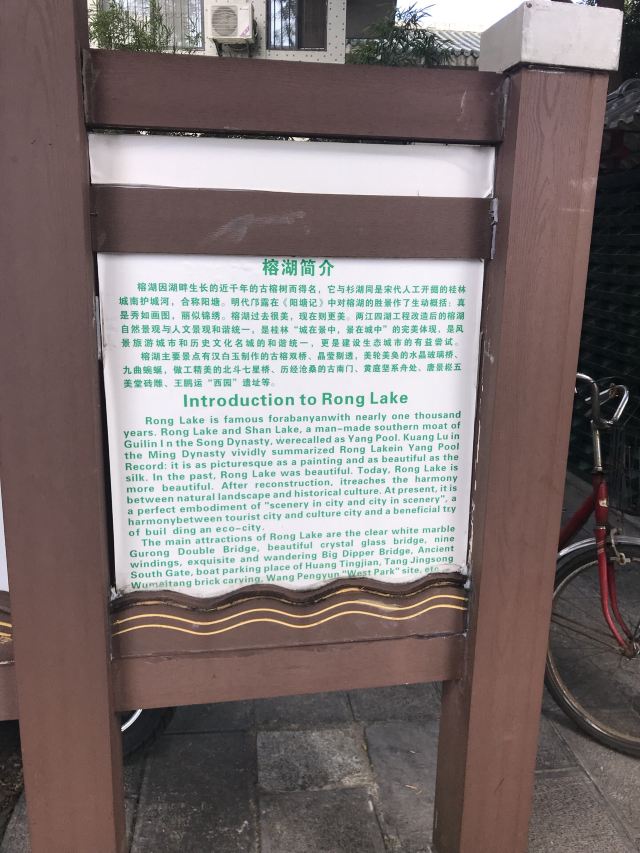 榕湖简介
榕湖因湖畔生长的近千年的古榕树而得名，它与杉湖同是宋代人工开掘的桂林
城南护城河，合称阳塘。明代邝露在《阳塘记》中对榕湖的胜景作了生动概括：真
是秀如画图，丽似锦绣。榕湖过去很美，现在则更美。两江四湖工程改造后的榕湖
自然景观与人文景观和谐统一，是桂林“城在景中，景在城中”的完美体现，是风
景旅游城市和历史文化名城的和谐统一，更是建设生态城市的有益尝试。
榕湖主要景点有汉白玉制作的古榕双桥、晶莹剔透，美轮美奂的水晶玻璃桥、
九曲蜿蜒，做工精美的北斗七星桥、历经沧桑的古南门、黄庭坚系舟处、唐景崧五
美堂砖雕、王鹏运“西园”遗址等。
Introduction to Rong Lake
Rong Lake is famous forabanyanwith nearly one thousand
years. Rong Lake and Shan Lake, a man-made southern moat of
Guilin I n the Song Dynasty, werecalled as Yang Pool. Kuang Lu in
the Ming Dynasty vividly summarized Rong Lakein Yang Pool
Record: it is as picturesque as a painting and as beautiful as the
silk. In the past, Rong Lake was beautiful. Today, Rong Lake is
more beautiful. After reconstruction, itreaches the harmony
between natural landscape and historical culture. At present, it is
a perfect embodiment of "scenery in city and city in scenery", a
harmonybetween tourist city and culture city and a beneficial try
of buil ding an eco-city.
The main attractions of Rong Lake are the clear white marble
Gurong Double Bridge, beautiful crystal glass bridge, nine
windings, exquisite and wandering Big Dipper Bridge, Ancient
South Gate, boat parking place of Huang Tingjian, Tang Jingsong
Wumeitang brick carving, Wang Pengyun "West Park" site, etc.